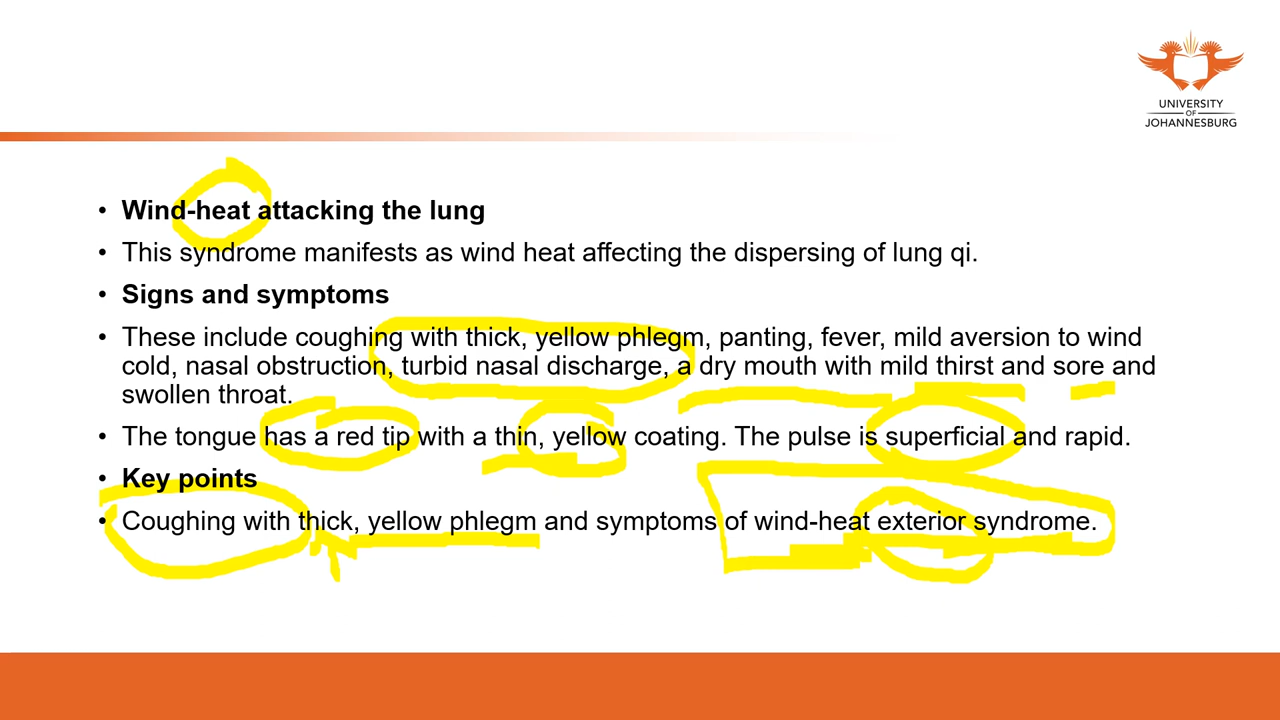 UNIVERSITY
OF
JOHANNESBURG
• Wind-heat attacking the lung
• This syndrome manifests as wind heat affecting the dispersing of lung qi.
• Signs and symptoms
• These include coughing with thick, yellow phlegm, panting, fever, mild aversion to wind
cold, nasal obstruction, turbid nasal discharge, a dry mouth with mild thirst and sore and
swollen throat.
• The tongue has a red tip with a thin, yellow coating. The pulse is superficial and rapid.
• Key points
• Coughing with thick, yellow phlegm and symptoms of wind-heat exterior syndrome.